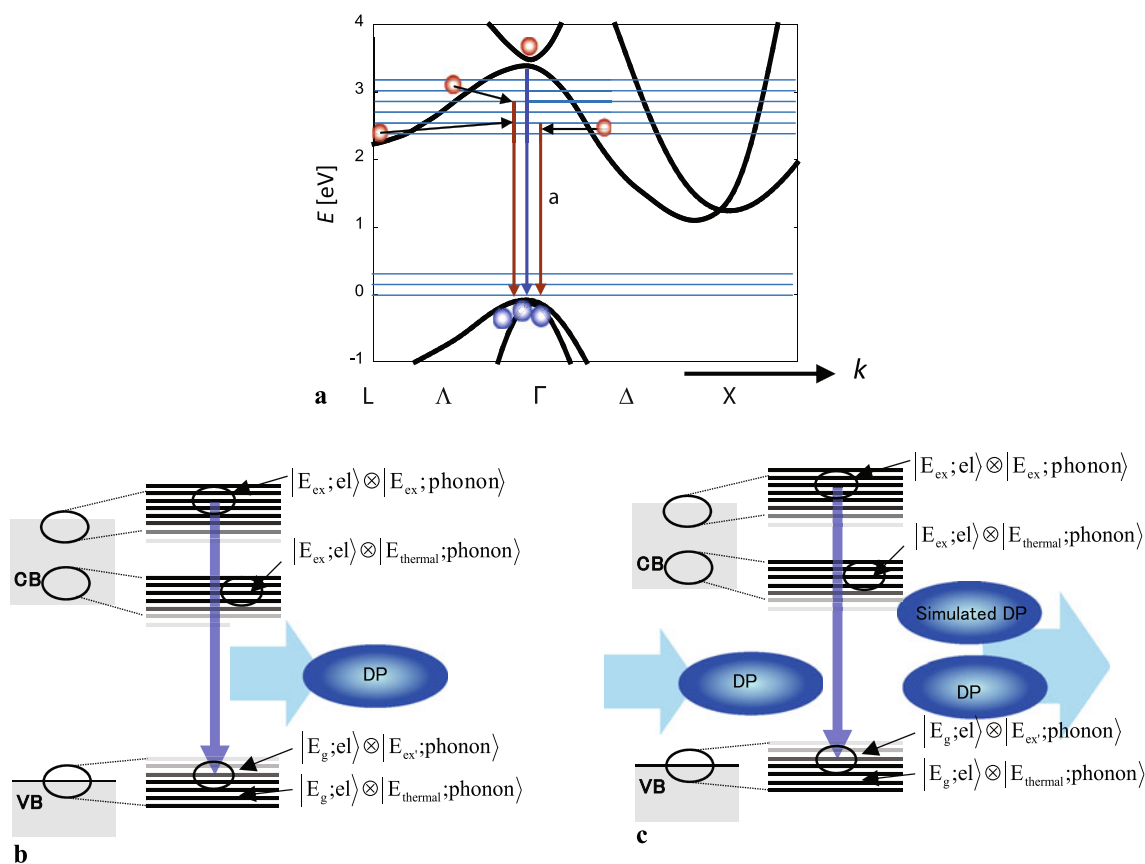 4
3
2
1
0
-1
E [eV]
a
k
a L Λ Γ Δ X
|E_ex;el⟩⊗|E_ex;phonon⟩
|E_ex;el⟩⊗|E_thermal;phonon⟩
CB
DP
|E_g;el⟩⊗|E_ex';phonon⟩
|E_g;el⟩⊗|E_thermal;phonon⟩
VB
b
|E_ex;el⟩⊗|E_ex;phonon⟩
|E_ex;el⟩⊗|E_thermal;phonon⟩
CB
Simulated DP
DP
DP
|E_g;el⟩⊗|E_ex';phonon⟩
|E_g;el⟩⊗|E_thermal;phonon⟩
VB
c